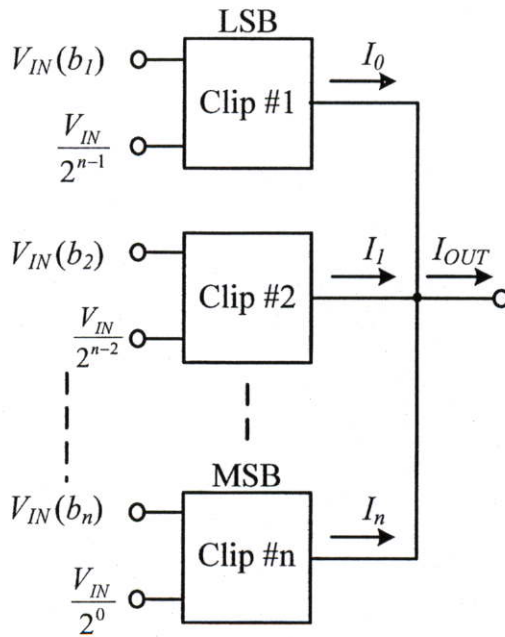 LSB
V_IN(b_1)
Clip #1
I_0
V_IN/2^{n-1}
V_IN(b_2)
Clip #2
I_1
I_OUT
V_IN/2^{n-2}
MSB
V_IN(b_n)
Clip #n
I_n
V_IN/2^0